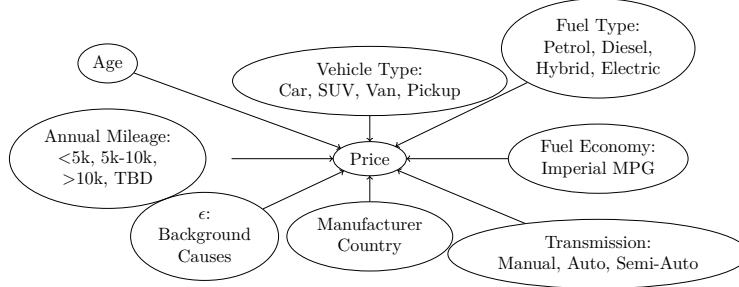 Fuel Type:
Petrol, Diesel,
Hybrid, Electric
Age
Vehicle Type:
Car, SUV, Van, Pickup
Annual Mileage:
<5k, 5k-10k,
>10k, TBD
Price
Fuel Economy:
Imperial MPG
ϵ:
Background
Causes
Manufacturer
Country
Transmission:
Manual, Auto, Semi-Auto